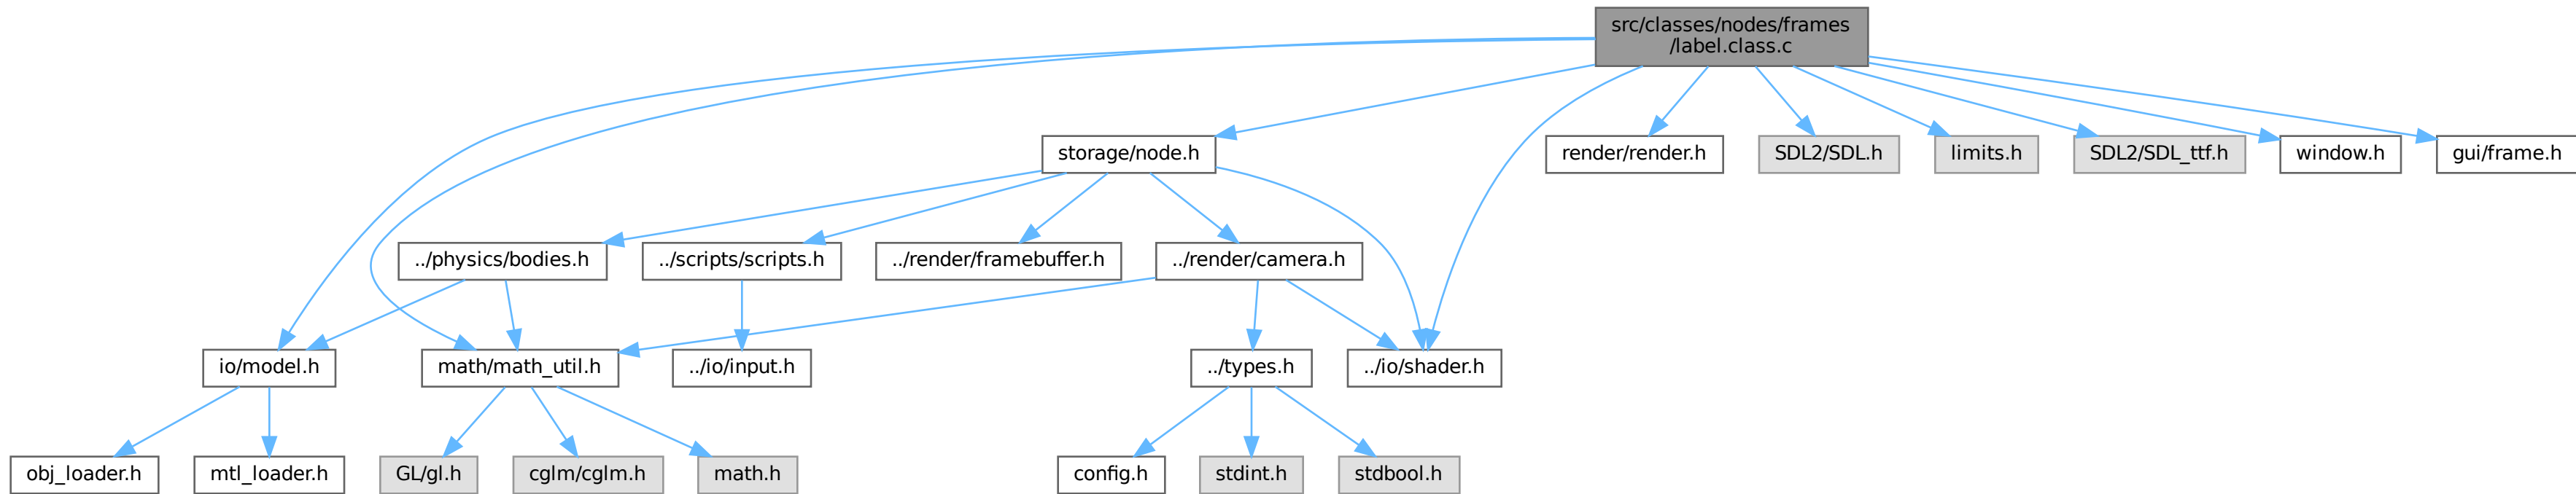 src/classes/nodes/frames
/label.class.c
storage/node.h
render/render.h
SDL2/SDL.h
limits.h
SDL2/SDL_ttf.h
window.h
gui/frame.h
../physics/bodies.h
../scripts/scripts.h
../render/framebuffer.h
../render/camera.h
io/model.h
math/math_util.h
../io/input.h
../types.h
../io/shader.h
obj_loader.h
mtl_loader.h
GL/gl.h
cglm/cglm.h
math.h
config.h
stdint.h
stdbool.h